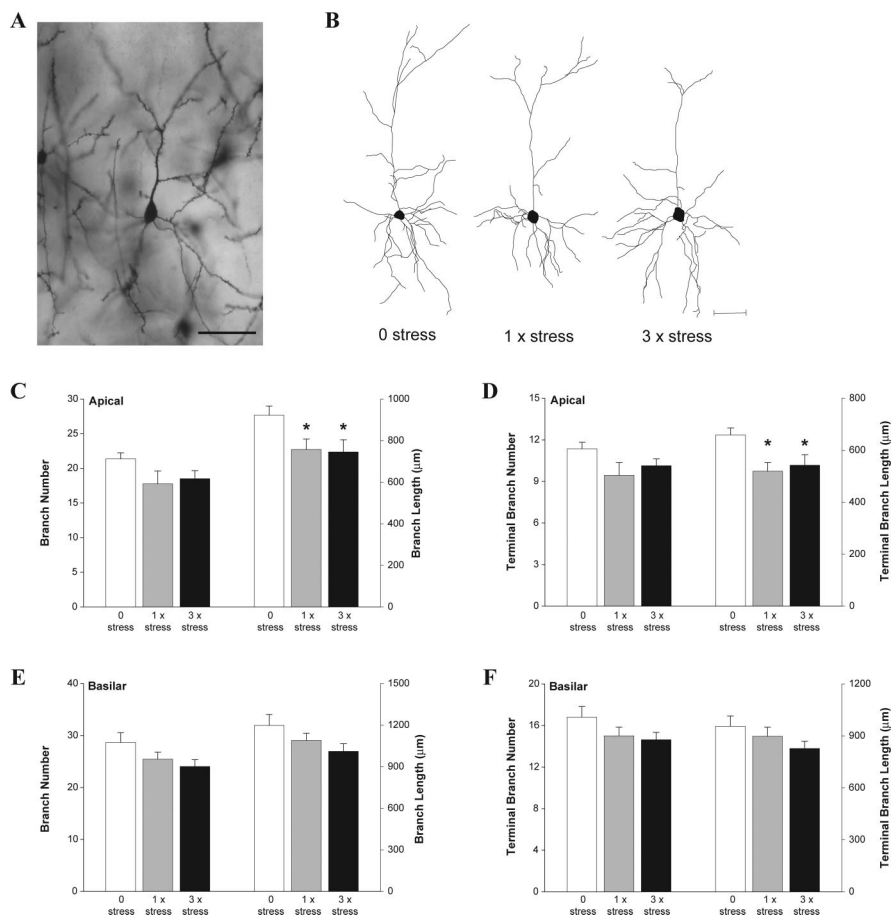 A
B
0 stress
1 x stress
3 x stress
C
Apical
30
25
20
15
10
5
0
Branch Number
1000
800
600
400
200
0
Branch Length (μm)
*
*
0 stress
1 x stress
3 x stress
0 stress
1 x stress
3 x stress
D
Apical
15
12
9
6
3
0
Terminal Branch Number
800
600
400
200
0
Terminal Branch Length (μm)
*
*
0 stress
1 x stress
3 x stress
0 stress
1 x stress
3 x stress
E
Basilar
40
30
20
10
0
Branch Number
1500
1200
900
600
300
0
Branch Length (μm)
0 stress
1 x stress
3 x stress
0 stress
1 x stress
3 x stress
F
Basilar
20
16
12
8
4
0
Terminal Branch Number
1200
900
600
300
0
Terminal Branch Length (μm)
0 stress
1 x stress
3 x stress
0 stress
1 x stress
3 x stress